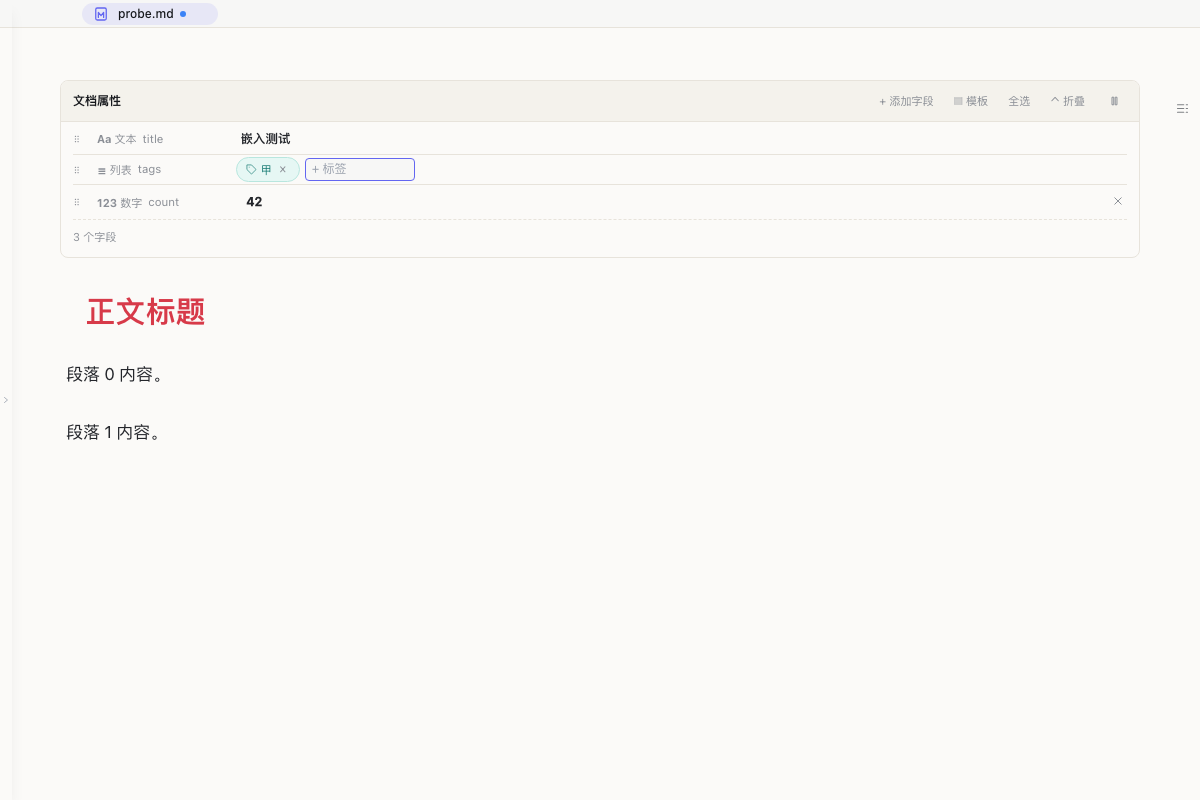 probe.md
文档属性 + 添加字段 模板 全选 折叠
Aa 文本 title 嵌入测试
列表 tags 甲 × + 标签
123 数字 count 42 ×
3 个字段
正文标题
段落 0 内容。
段落 1 内容。